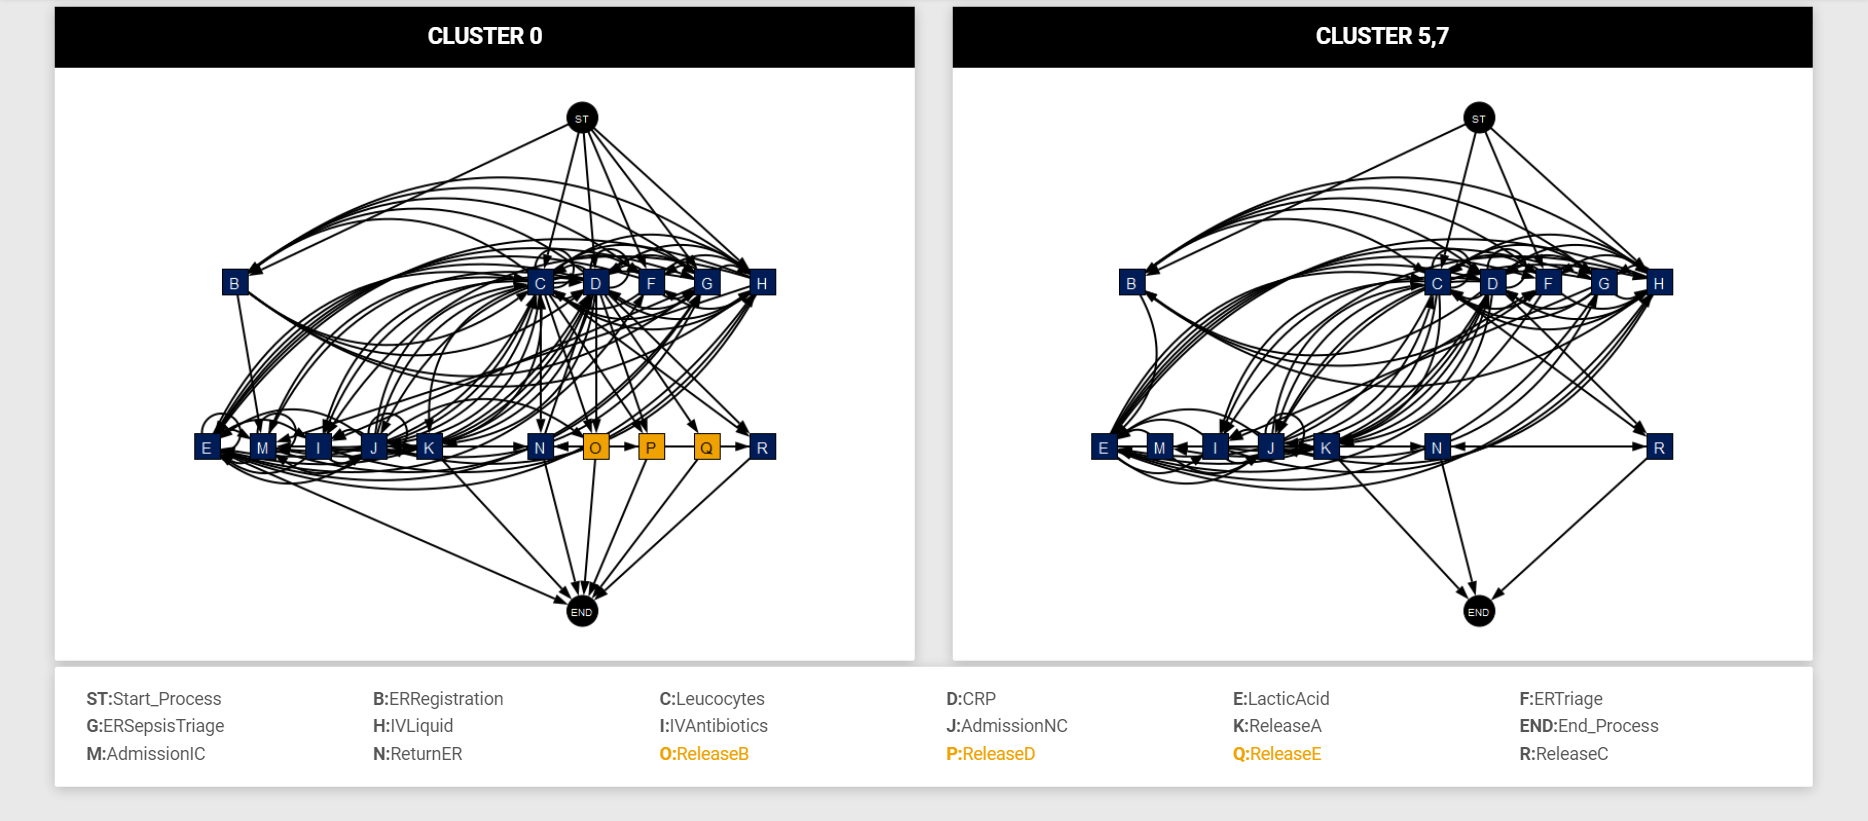 CLUSTER 0
CLUSTER 5,7
ST
ST
B
C
D
F
G
H
B
C
D
F
G
H
E
M
I
J
K
N
O
P
Q
R
E
M
I
J
K
N
R
END
END
ST:Start_Process
B:ERRegistration
C:Leucocytes
D:CRP
E:LacticAcid
F:ERTriage
G:ERSepsisTriage
H:IVLiquid
I:IVAntibiotics
J:AdmissionNC
K:ReleaseA
END:End_Process
M:AdmissionIC
N:ReturnER
O:ReleaseB
P:ReleaseD
Q:ReleaseE
R:ReleaseC